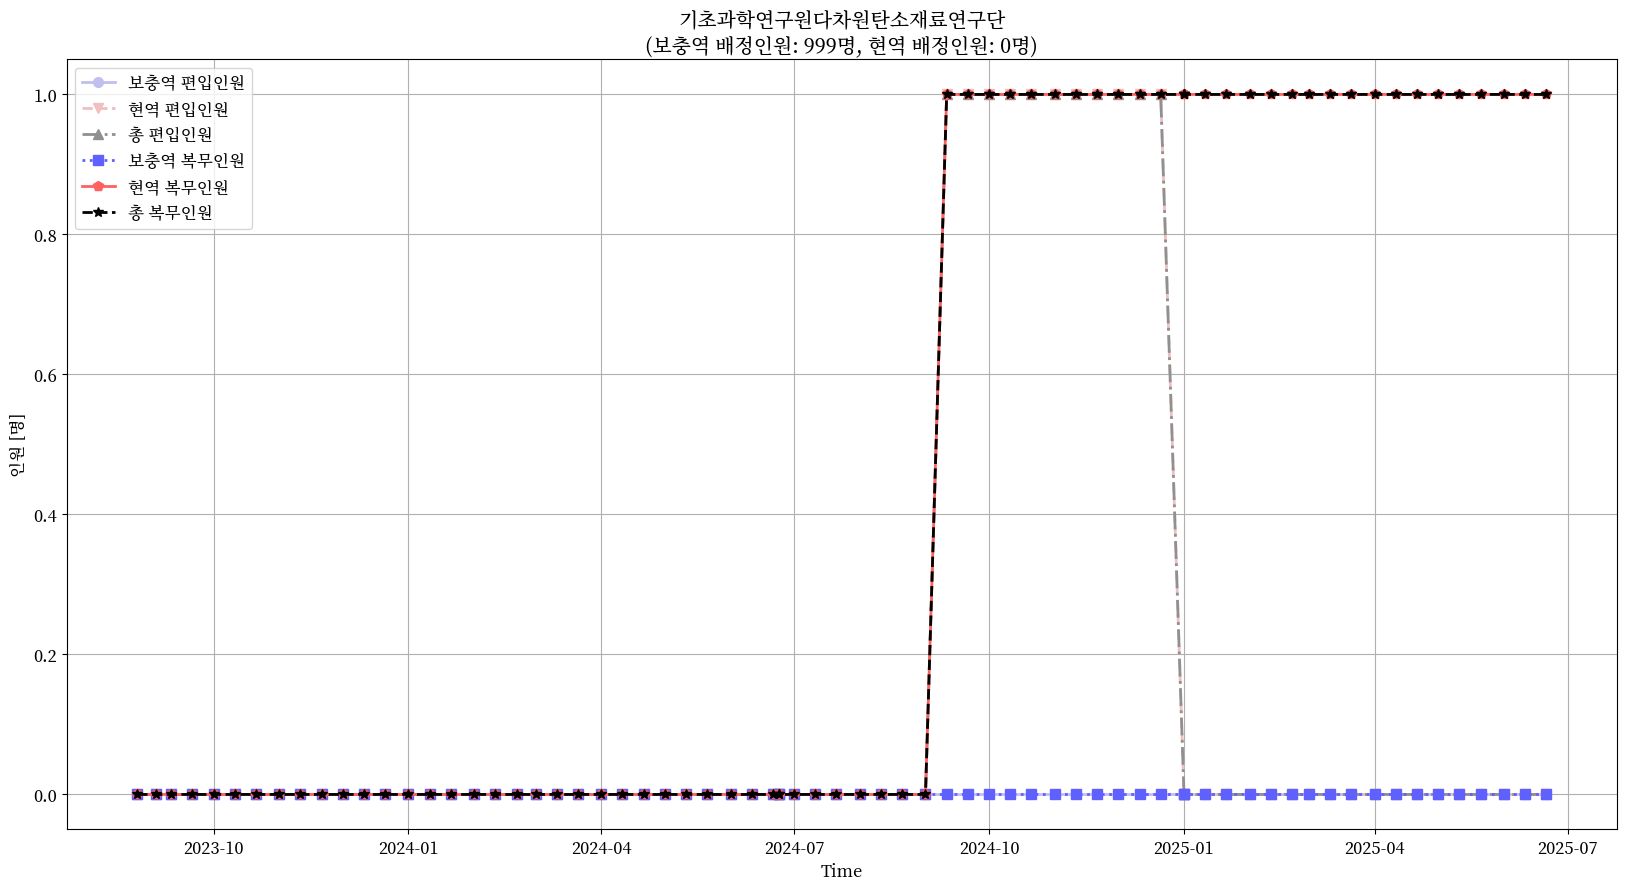 기초과학연구원다차원탄소재료연구단
(보충역 배정인원: 999명, 현역 배정인원: 0명)
보충역 편입인원
현역 편입인원
총 편입인원
보충역 복무인원
현역 복무인원
총 복무인원
1.0
0.8
0.6
0.4
0.2
0.0
인원 [명]
2023-10
2024-01
2024-04
2024-07
2024-10
2025-01
2025-04
2025-07
Time